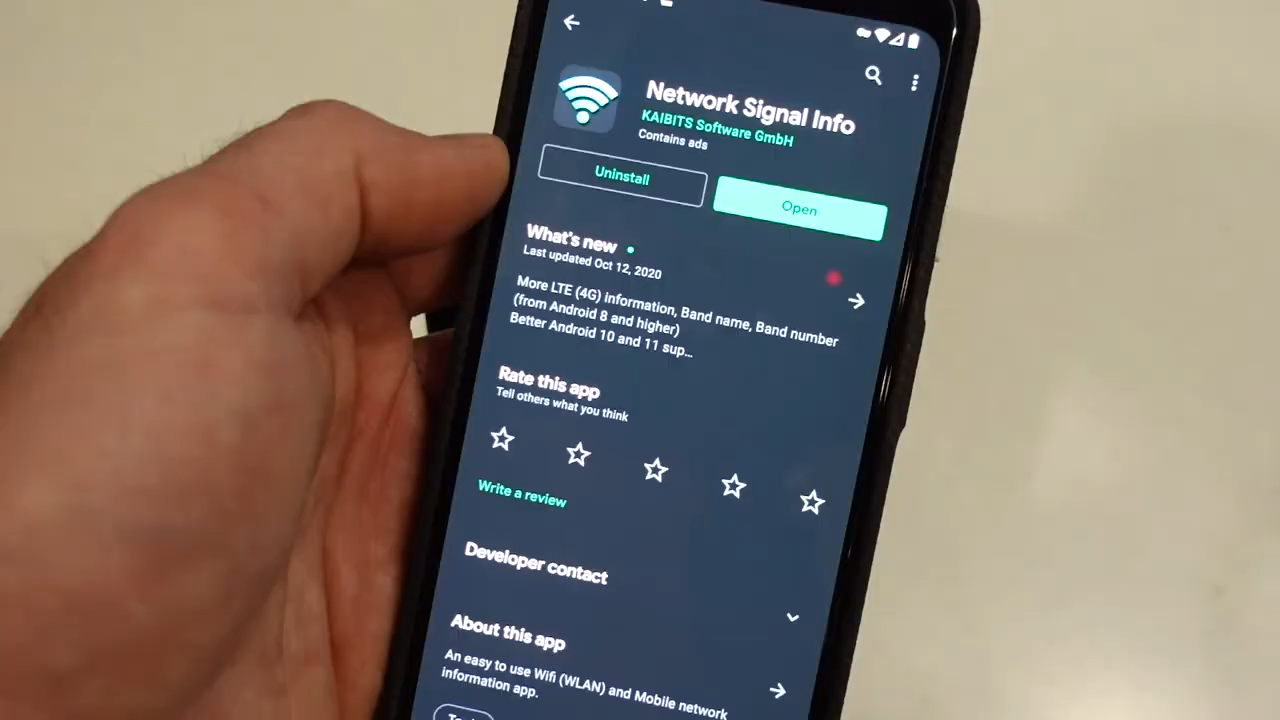 Network Signal Info
KAIBITS Software GmbH
Contains ads
Uninstall
Open
What's new
Last updated Oct 12, 2020
More LTE (4G) information, Band name, Band number
(from Android 8 and higher)
Better Android 10 and 11 sup...
Rate this app
Tell others what you think
Write a review
Developer contact
About this app
An easy to use Wifi (WLAN) and Mobile network
information app.